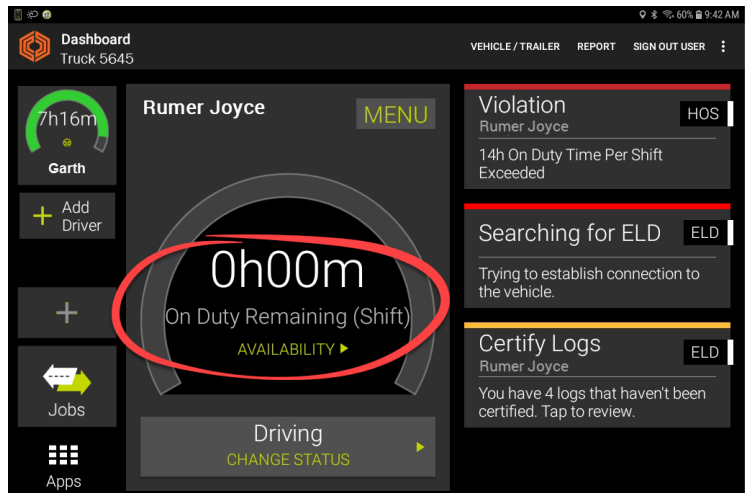 60% 9:42 AM
Dashboard
Truck 5645
VEHICLE / TRAILER REPORT SIGN OUT USER
7h16m
Garth
+ Add
Driver
+
Jobs
Apps
Rumer Joyce
MENU
0h00m
On Duty Remaining (Shift)
AVAILABILITY
Driving
CHANGE STATUS
Violation
Rumer Joyce
HOS
14h On Duty Time Per Shift
Exceeded
Searching for ELD
ELD
Trying to establish connection to
the vehicle.
Certify Logs
Rumer Joyce
ELD
You have 4 logs that haven't been
certified. Tap to review.